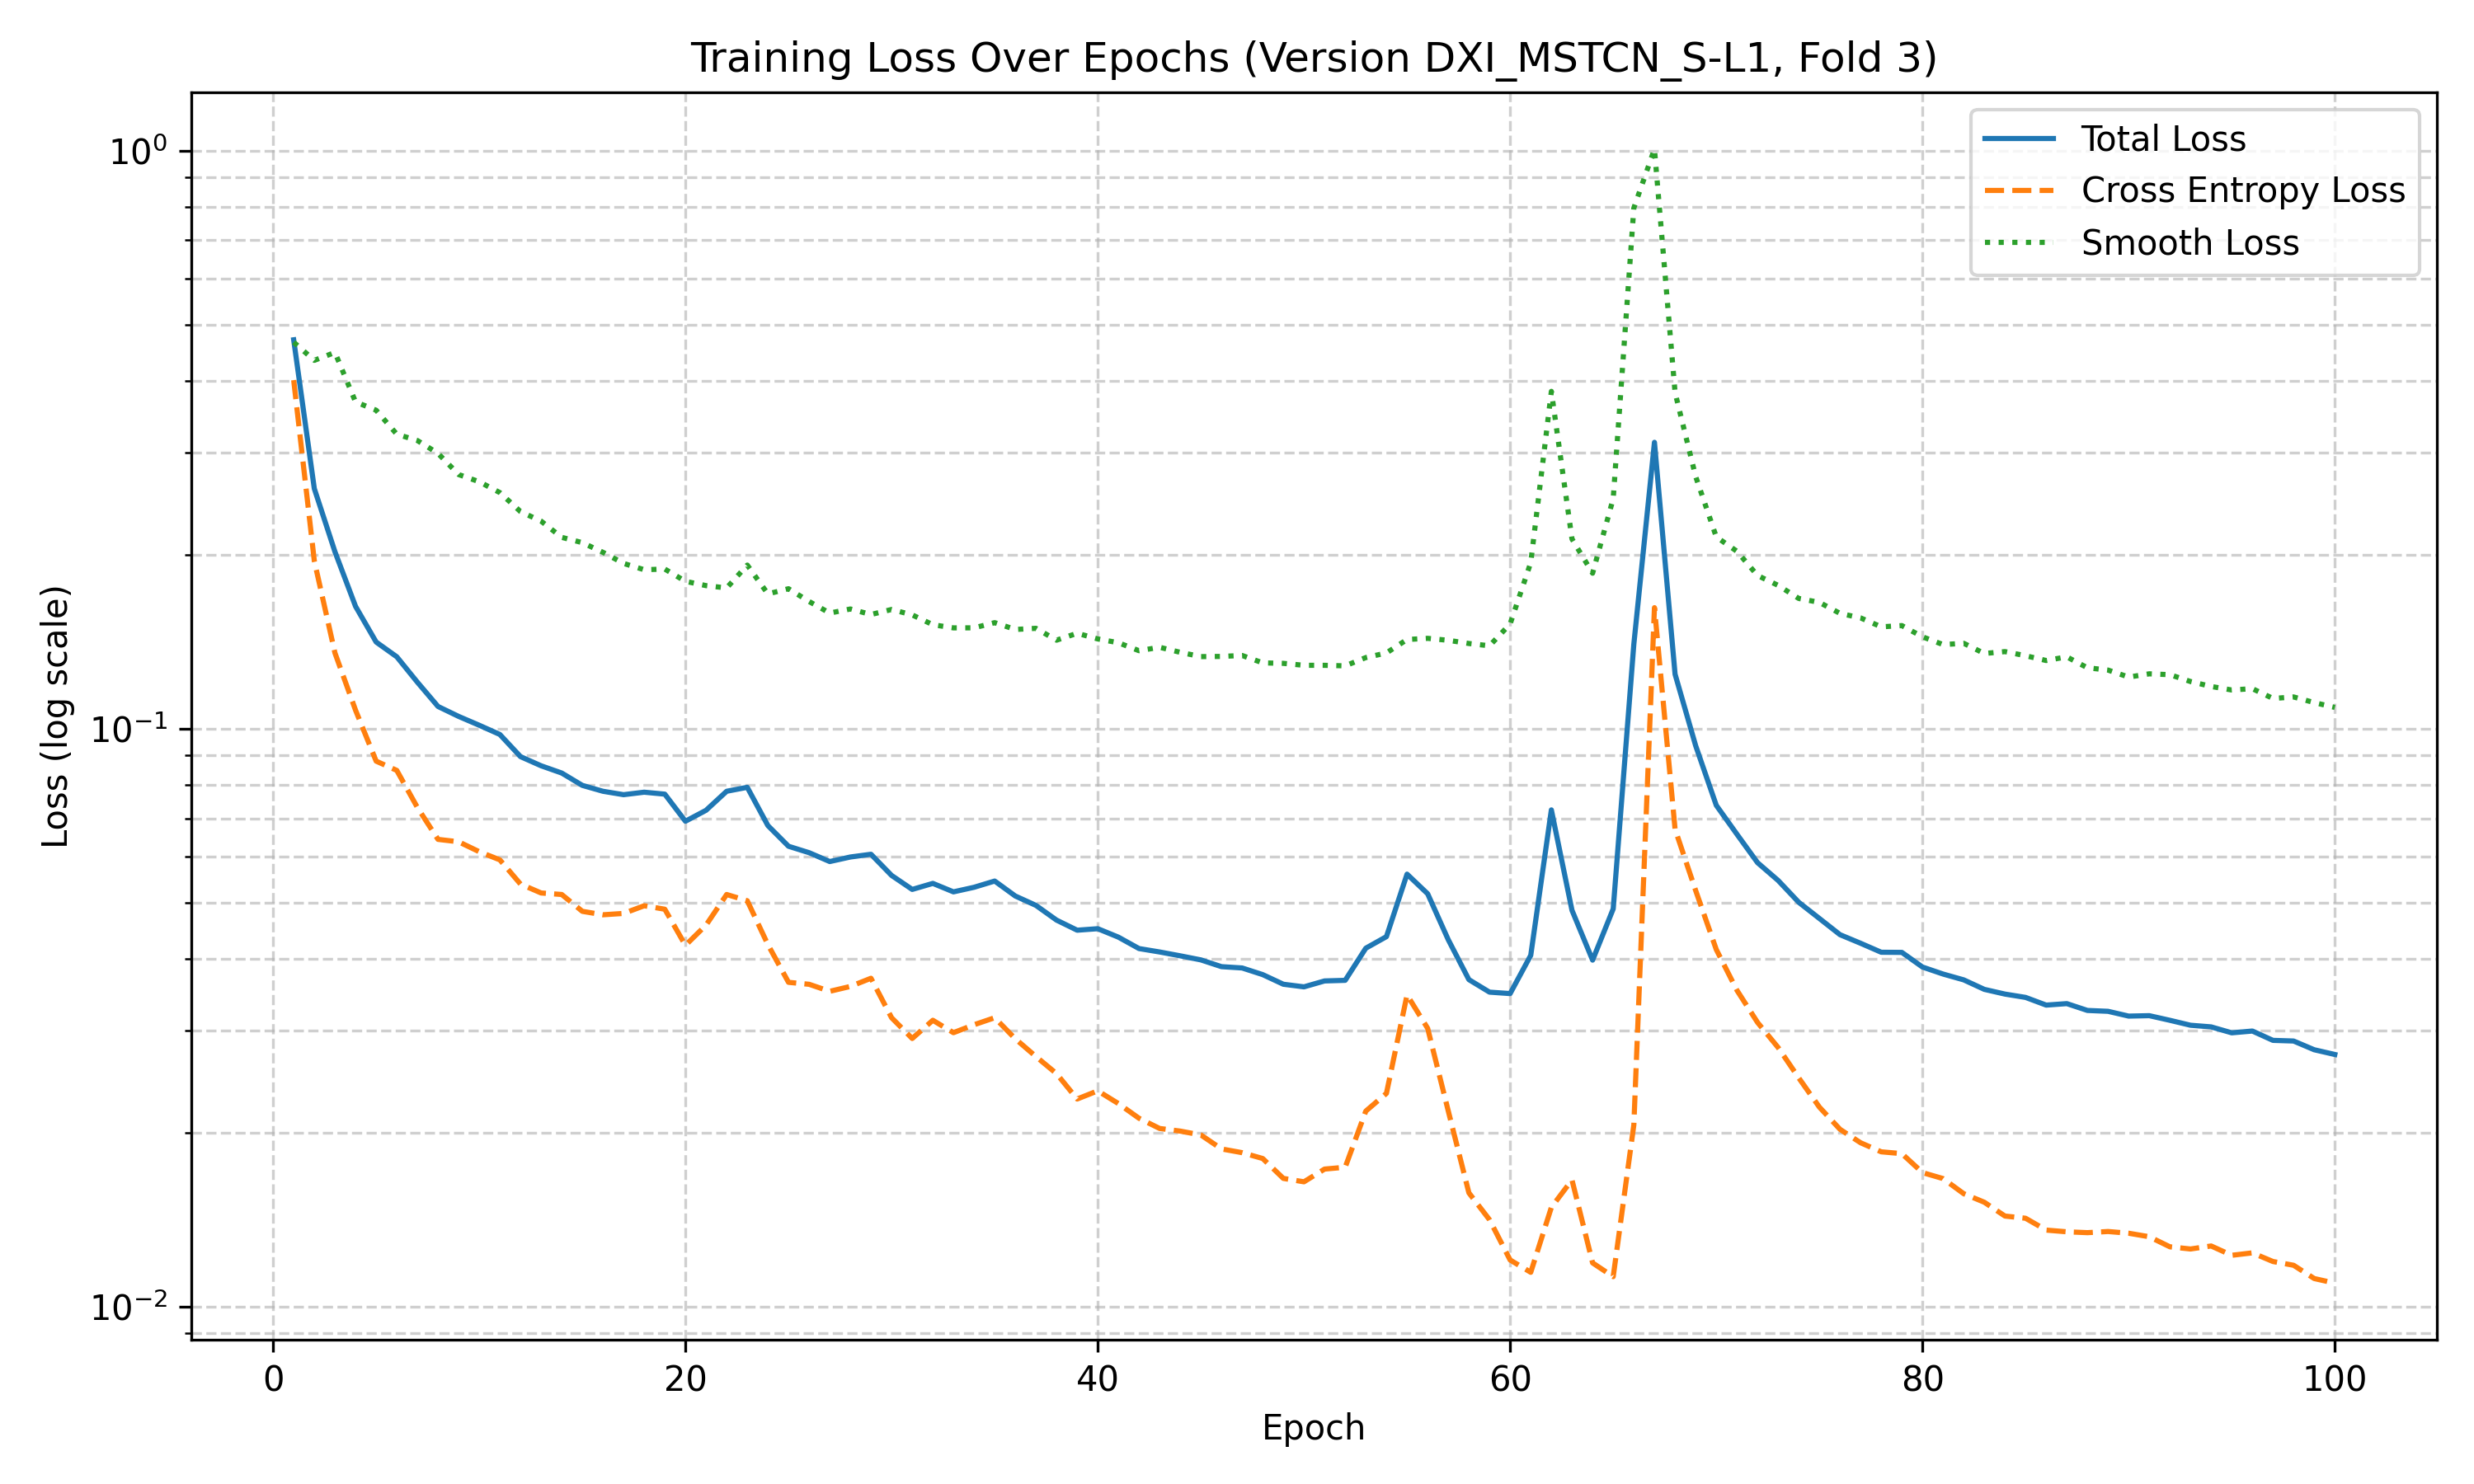 Training Loss Over Epochs (Version DXI_MSTCN_S-L1, Fold 3)
Total Loss
Cross Entropy Loss
Smooth Loss
Loss (log scale)
10⁰
10⁻¹
10⁻²
0 20 40 60 80 100
Epoch